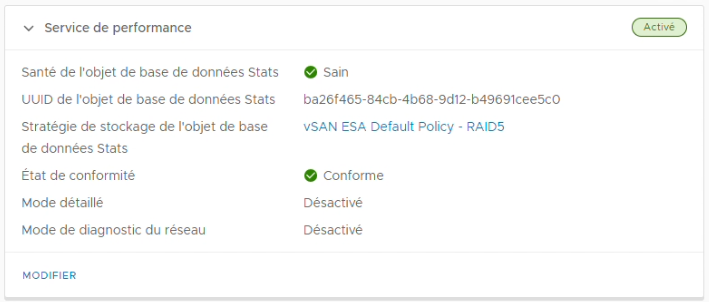 Service de performance
Activé
Santé de l'objet de base de données Stats
Sain
UUID de l'objet de base de données Stats
ba26f465-84cb-4b68-9d12-b49691cee5c0
Stratégie de stockage de l'objet de base
de données Stats
vSAN ESA Default Policy - RAID5
État de conformité
Conforme
Mode détaillé
Désactivé
Mode de diagnostic du réseau
Désactivé
MODIFIER